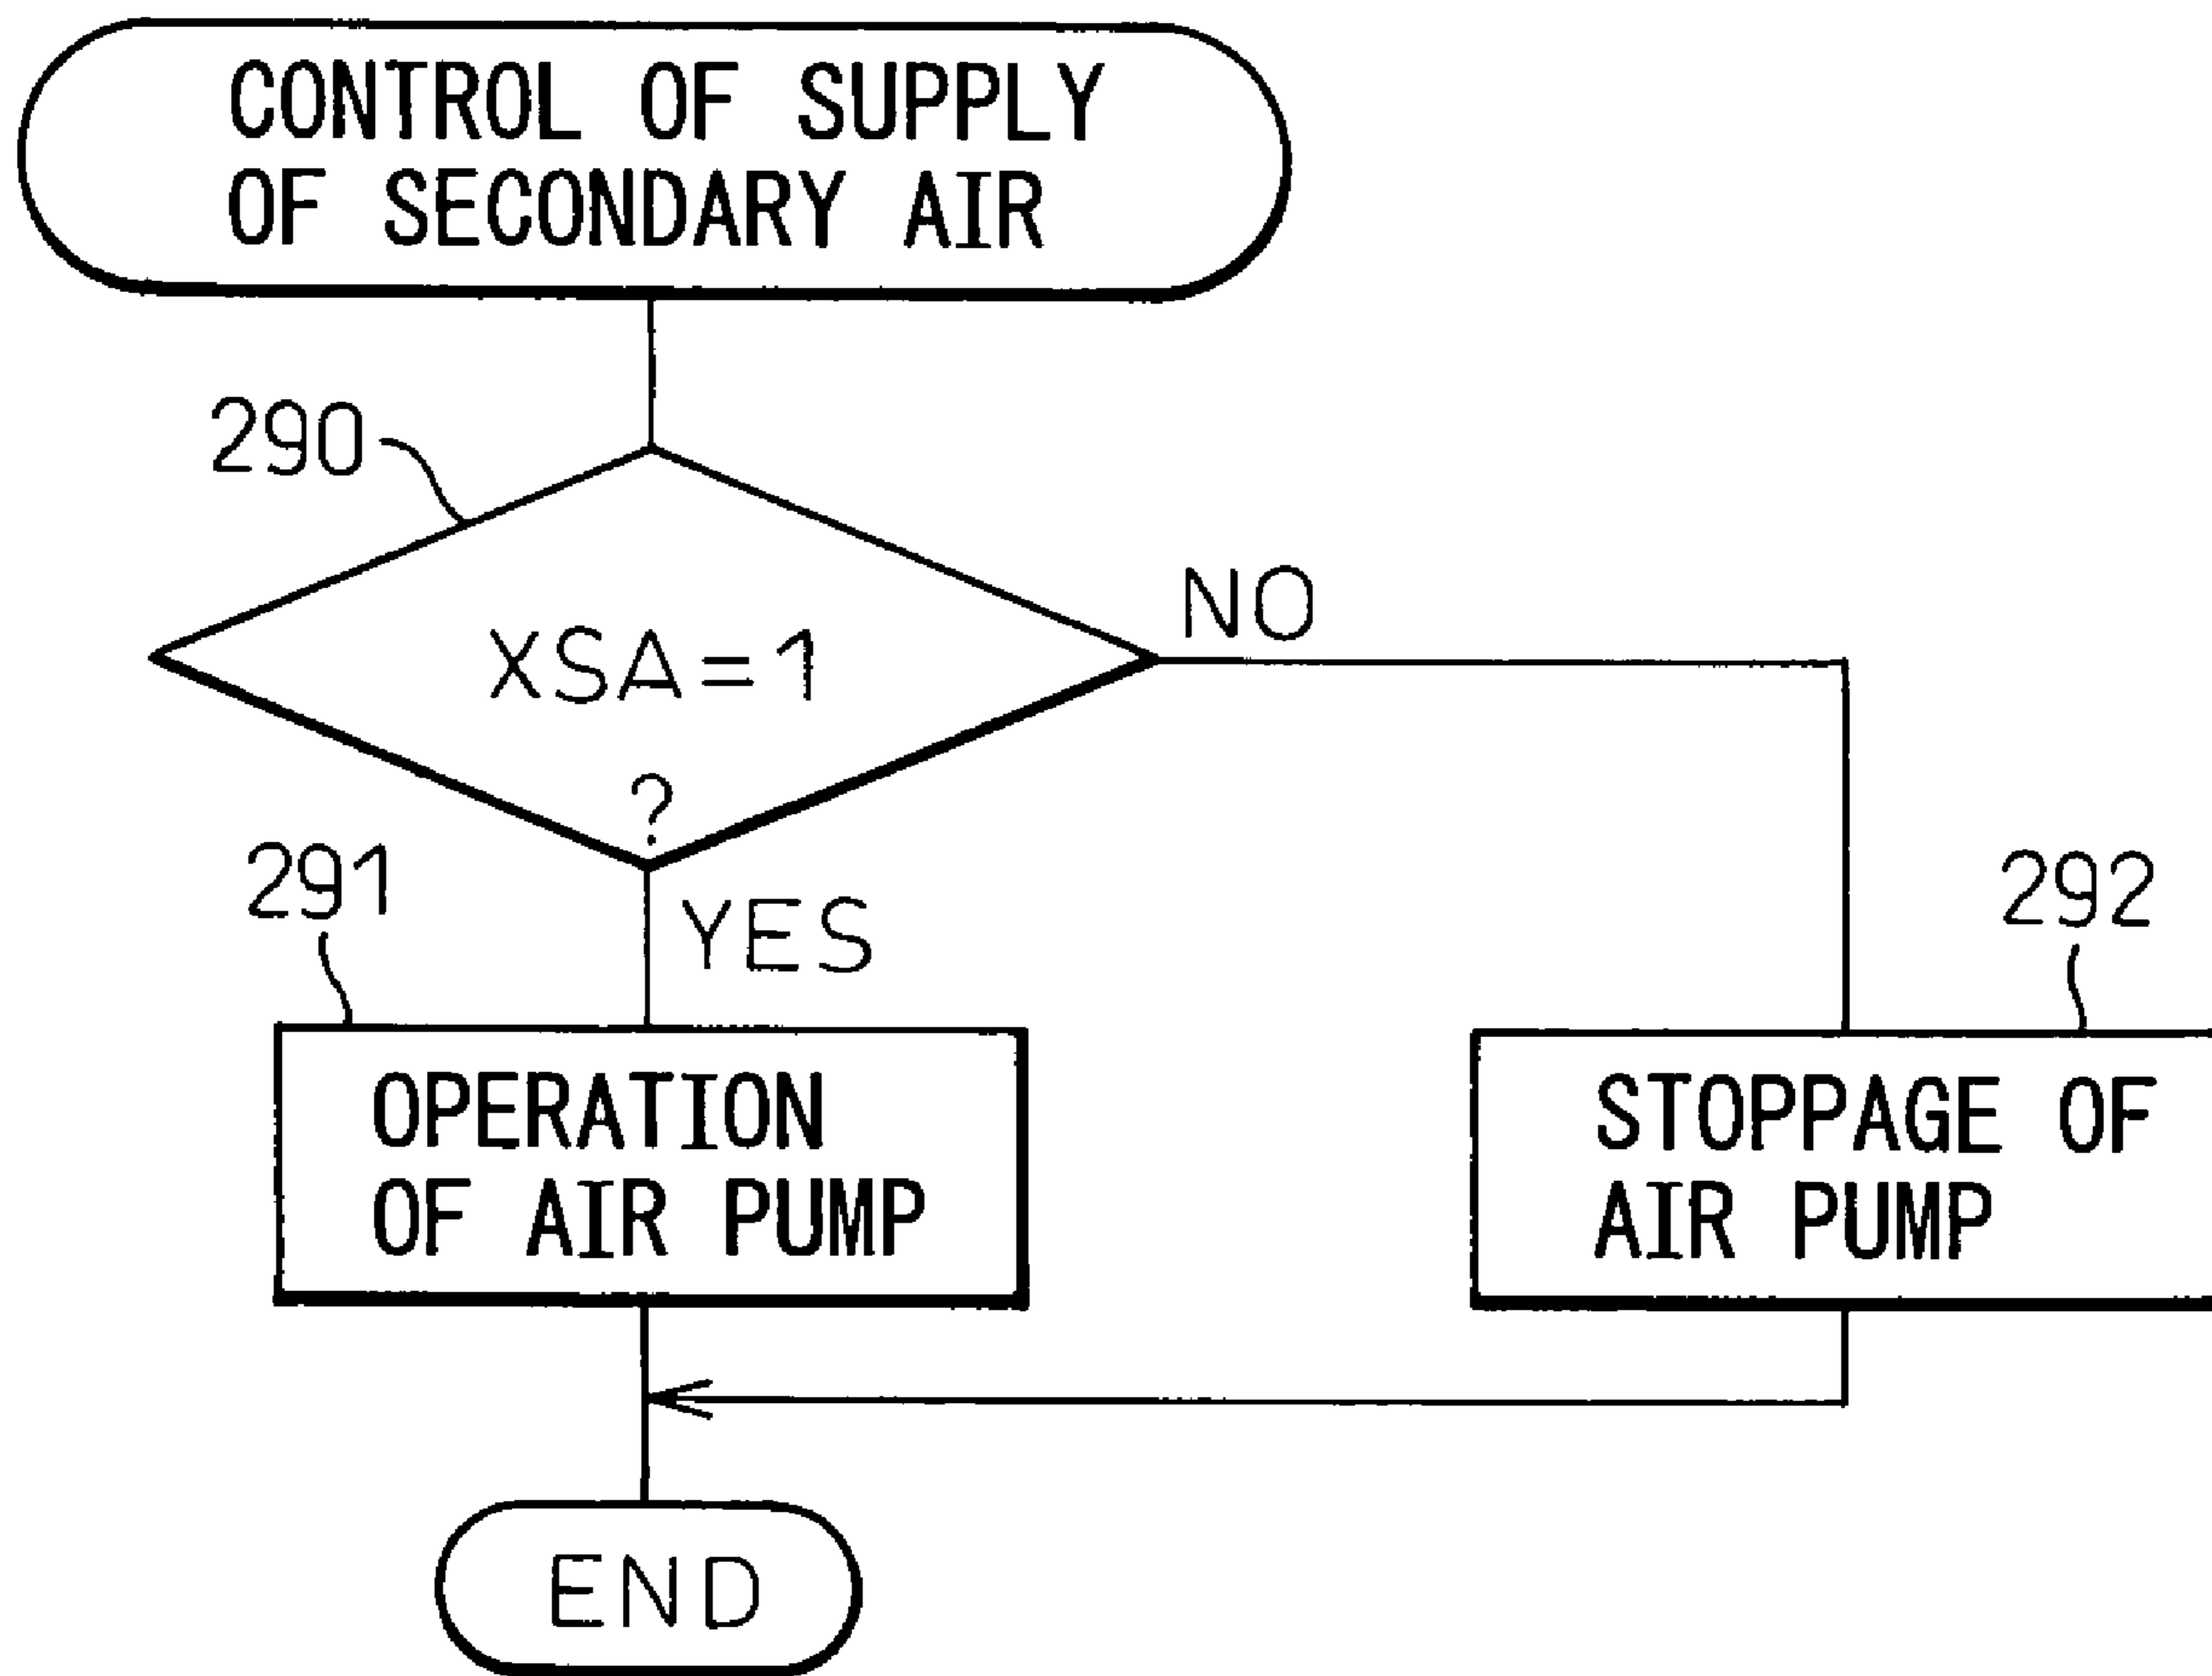 CONTROL OF SUPPLY
OF SECONDARY AIR
290
XSA=1
?
NO
YES
291
OPERATION
OF AIR PUMP
292
STOPPAGE OF
AIR PUMP
END